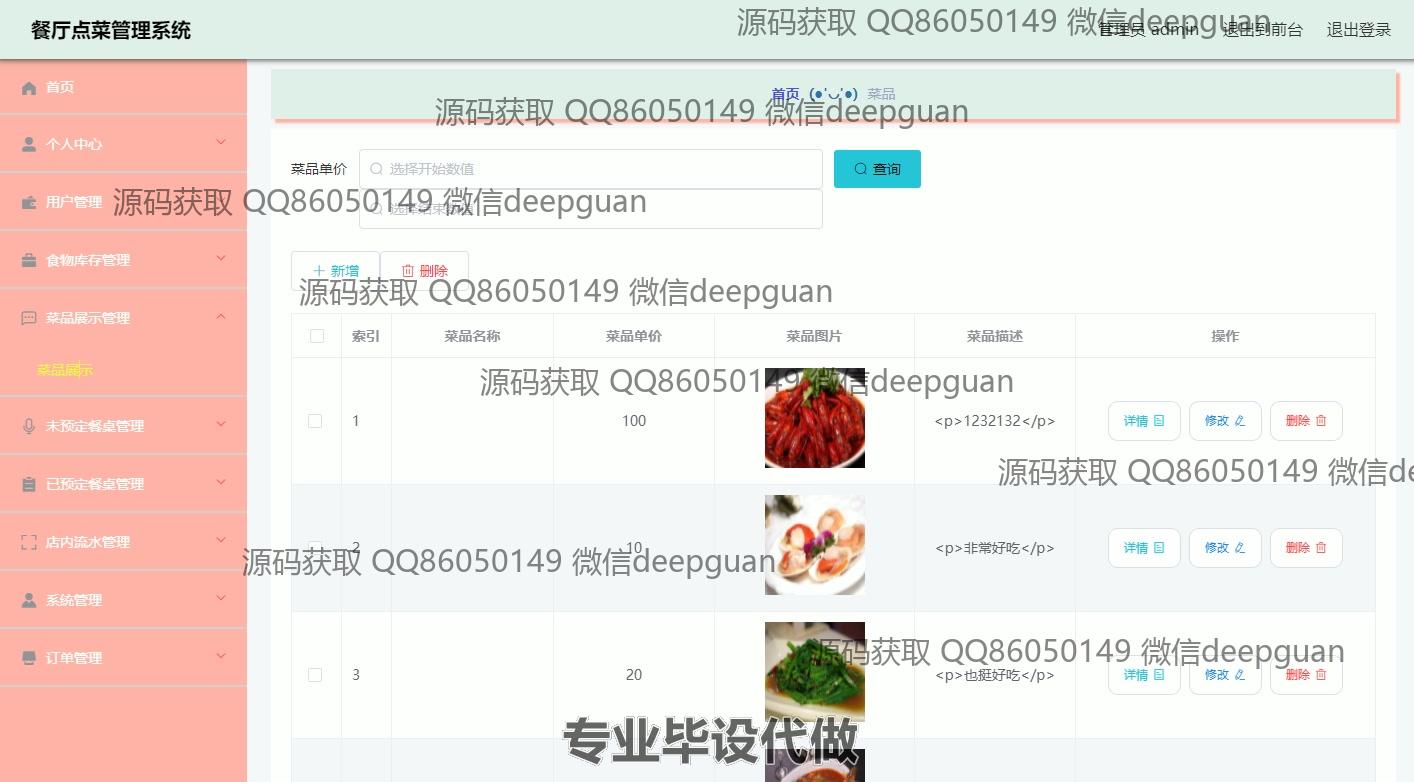 餐厅点菜管理系统
管理员 admin 退出到前台 退出登录
源码获取 QQ86050149 微信deepguan
首页
个人中心
用户管理
食物库存管理
菜品展示管理
菜品展示
未预定餐桌管理
已预定餐桌管理
店内流水管理
系统管理
订单管理
首页 (●'◡'●) 菜品
源码获取 QQ86050149 微信deepguan
菜品单价 选择开始数值 查询
选择结束数值
源码获取 QQ86050149 微信deepguan
新增 删除
源码获取 QQ86050149 微信deepguan
索引 菜品名称 菜品单价 菜品图片 菜品描述 操作
源码获取 QQ86050149 微信deepguan
1 100 <p>1232132</p> 详情 修改 删除
源码获取 QQ86050149 微信de
2 10 <p>非常好吃</p> 详情 修改 删除
源码获取 QQ86050149 微信deepguan
源码获取 QQ86050149 微信deepguan
3 20 <p>也挺好吃</p> 详情 修改 删除
专业毕设代做